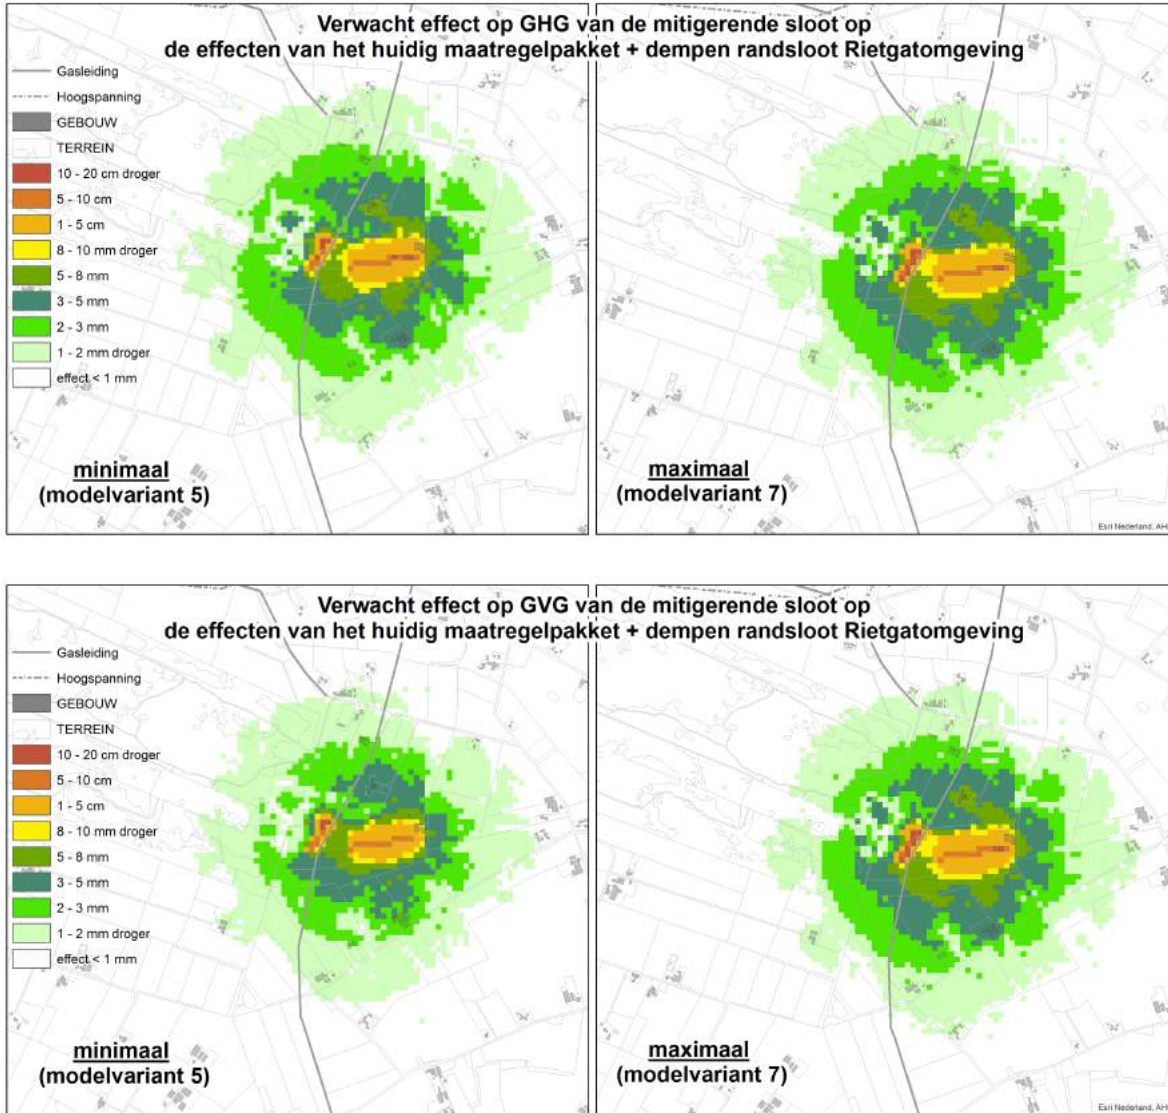 Verwacht effect op GHG van de mitigerende sloot op
de effecten van het huidig maatregelpakket + dempen randsloot Rietgatomgeving
Gasleiding
Hoogspanning
GEBOUW
TERREIN
10 - 20 cm droger
5 - 10 cm
1 - 5 cm
8 - 10 mm droger
5 - 8 mm
3 - 5 mm
2 - 3 mm
1 - 2 mm droger
effect < 1 mm
minimaal
(modelvariant 5)
maximaal
(modelvariant 7)
Esri Nederland, AH
Verwacht effect op GVG van de mitigerende sloot op
de effecten van het huidig maatregelpakket + dempen randsloot Rietgatomgeving
Gasleiding
Hoogspanning
GEBOUW
TERREIN
10 - 20 cm droger
5 - 10 cm
1 - 5 cm
8 - 10 mm droger
5 - 8 mm
3 - 5 mm
2 - 3 mm
1 - 2 mm droger
effect < 1 mm
minimaal
(modelvariant 5)
maximaal
(modelvariant 7)
Esri Nederland, AH